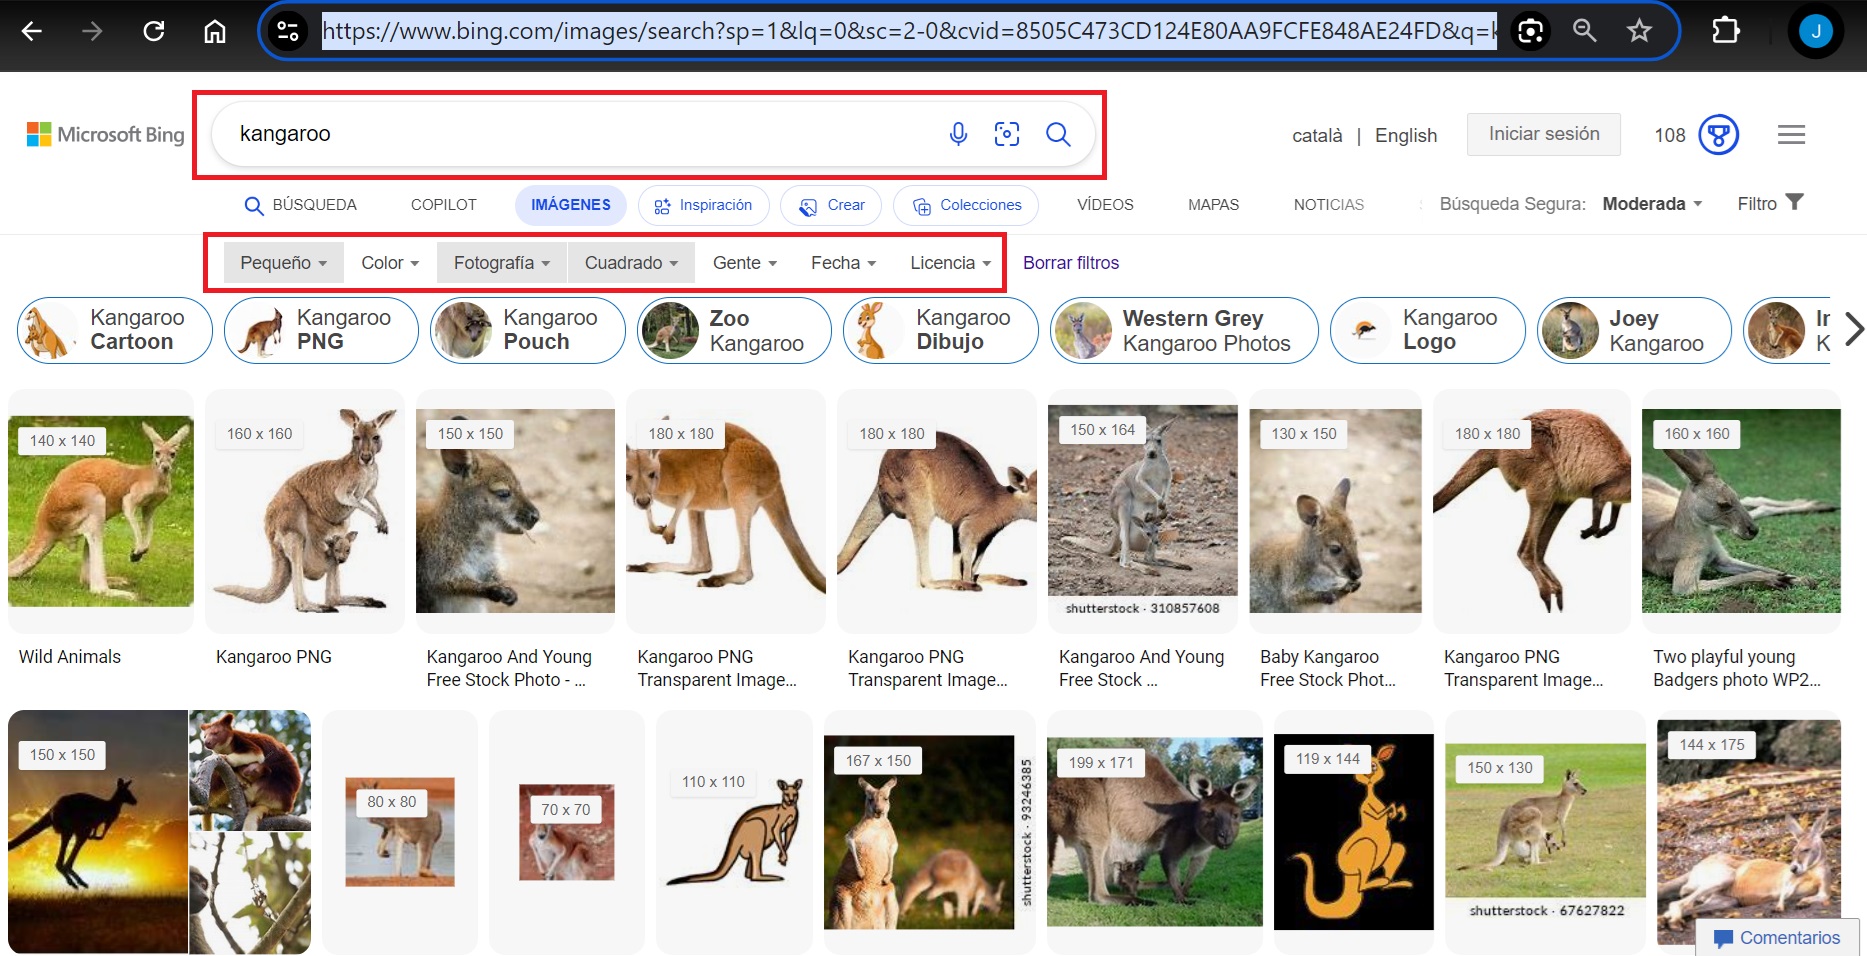 https://www.bing.com/images/search?sp=1&lq=0&sc=2-0&cvid=8505C473CD124E80AA9FCFE848AE24FD&q=k
J
Microsoft Bing
kangaroo
català | English
Iniciar sesión
108
BÚSQUEDA
COPILOT
IMÁGENES
Inspiración
Crear
Colecciones
VÍDEOS
MAPAS
NOTICIAS
Búsqueda Segura: Moderada
Filtro
Pequeño
Color
Fotografía
Cuadrado
Gente
Fecha
Licencia
Borrar filtros
Kangaroo
Cartoon
Kangaroo
PNG
Kangaroo
Pouch
Zoo
Kangaroo
Kangaroo
Dibujo
Western Grey
Kangaroo Photos
Kangaroo
Logo
Joey
Kangaroo
In
K
140 x 140
160 x 160
150 x 150
180 x 180
180 x 180
150 x 164
130 x 150
180 x 180
160 x 160
shutterstock · 310857608
Wild Animals
Kangaroo PNG
Kangaroo And Young
Free Stock Photo - ...
Kangaroo PNG
Transparent Image...
Kangaroo PNG
Transparent Image...
Kangaroo And Young
Free Stock ...
Baby Kangaroo
Free Stock Phot...
Kangaroo PNG
Transparent Image...
Two playful young
Badgers photo WP2...
150 x 150
80 x 80
70 x 70
110 x 110
167 x 150
shutterstock · 93246385
199 x 171
119 x 144
150 x 130
shutterstock · 67627822
144 x 175
Comentarios